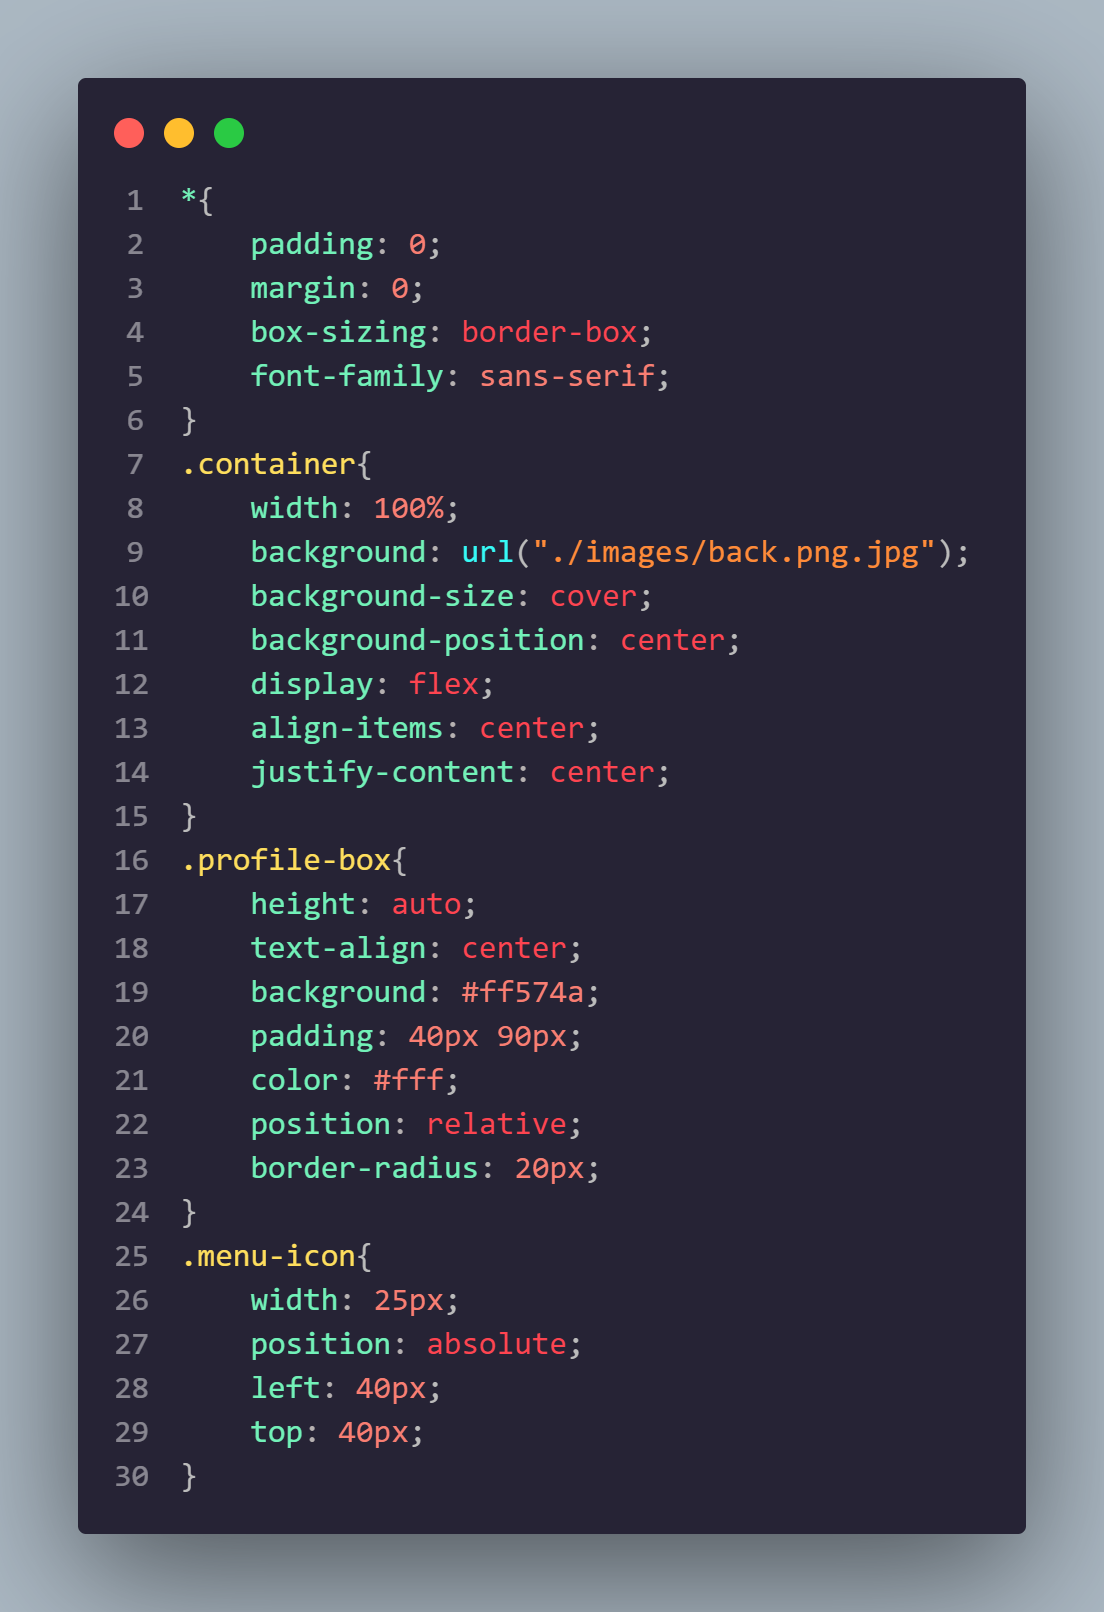 1 *{
2     padding: 0;
3     margin: 0;
4     box-sizing: border-box;
5     font-family: sans-serif;
6 }
7 .container{
8     width: 100%;
9     background: url("./images/back.png.jpg");
10     background-size: cover;
11     background-position: center;
12     display: flex;
13     align-items: center;
14     justify-content: center;
15 }
16 .profile-box{
17     height: auto;
18     text-align: center;
19     background: #ff574a;
20     padding: 40px 90px;
21     color: #fff;
22     position: relative;
23     border-radius: 20px;
24 }
25 .menu-icon{
26     width: 25px;
27     position: absolute;
28     left: 40px;
29     top: 40px;
30 }